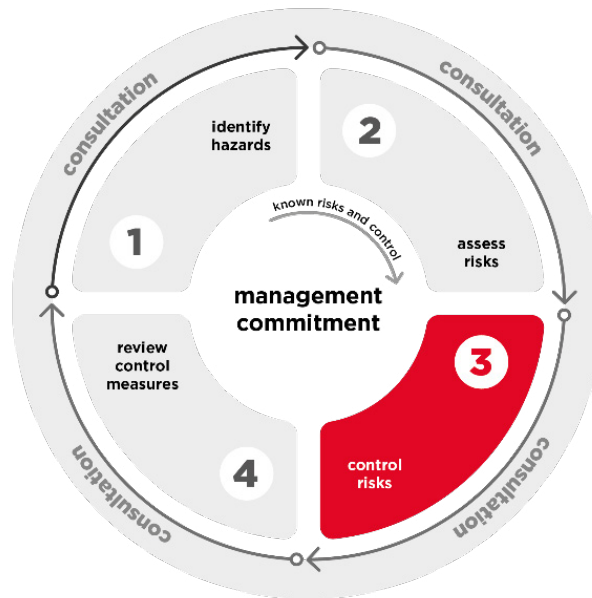 consultation
consultation
identify
hazards
2
known risks and control
1
assess
risks
management
commitment
review
control
measures
3
4
control
risks
consultation
consultation